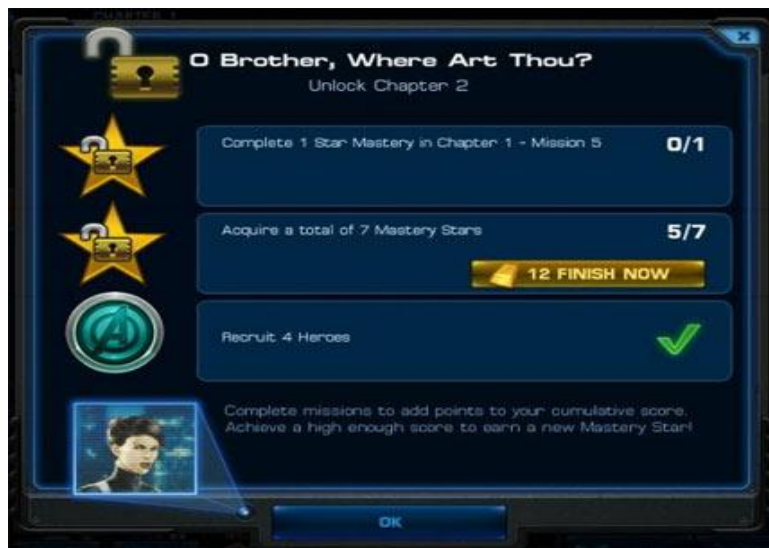 CHAPTER 1
O Brother, Where Art Thou?
Unlock Chapter 2
Complete 1 Star Mastery in Chapter 1 - Mission 5
0/1
Acquire a total of 7 Mastery Stars
5/7
12 FINISH NOW
Recruit 4 Heroes
Complete missions to add points to your cumulative score.
Achieve a high enough score to earn a new Mastery Star!
OK